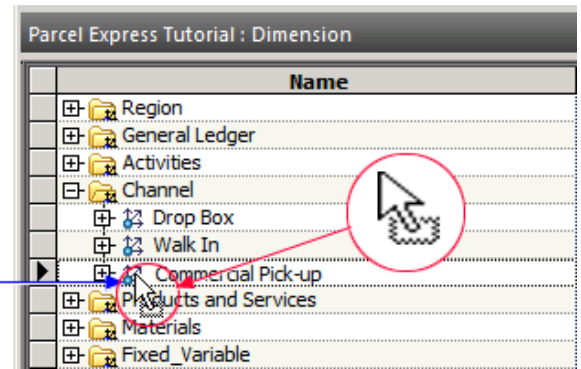 Parcel Express Tutorial : Dimension
Name
Region
General Ledger
Activities
Channel
Drop Box
Walk In
Commercial Pick-up
Products and Services
Materials
Fixed_Variable